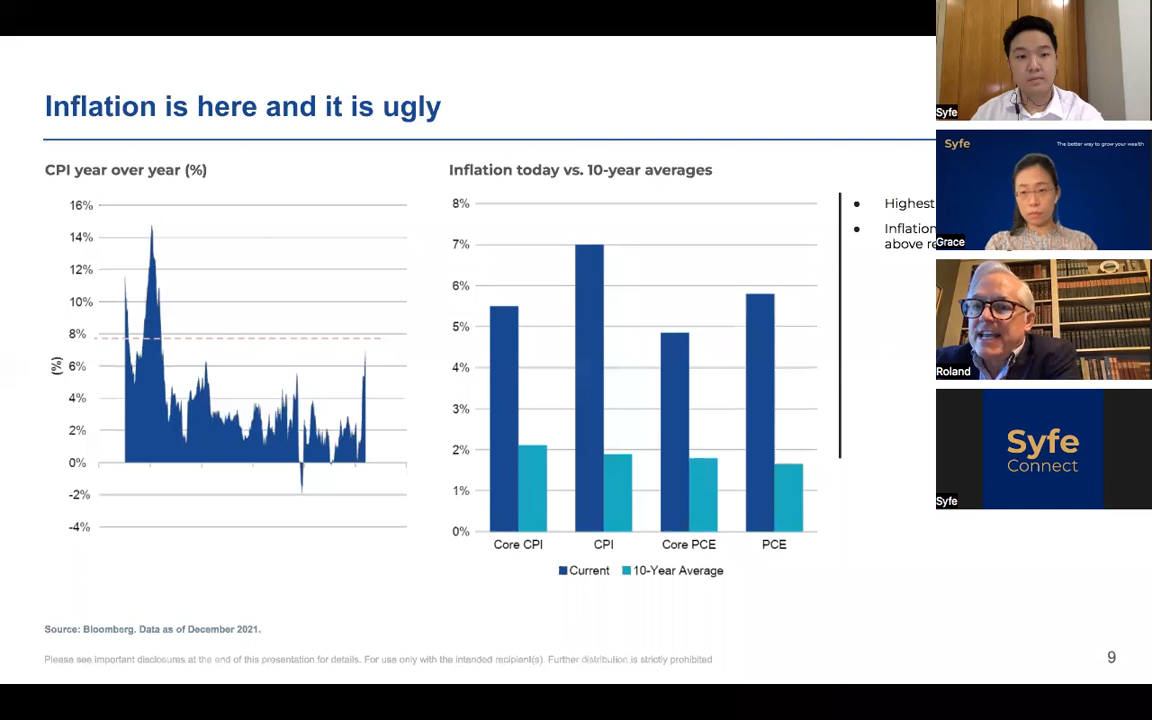 Inflation is here and it is ugly
CPI year over year (%)
16%
14%
12%
10%
8%
6%
4%
2%
0%
-2%
-4%
(%)
Inflation today vs. 10-year averages
8%
7%
6%
5%
4%
3%
2%
1%
0%
Core CPI
CPI
Core PCE
PCE
Current
10-Year Average
Highest
Inflation
above
Source: Bloomberg. Data as of December 2021.
Please see important disclosures at the end of this presentation for details. For use only with the intended recipient(s). Further distribution is strictly prohibited
9
Syfe
Syfe
The better way to grow your wealth
Grace
Roland
Syfe
Connect
Syfe